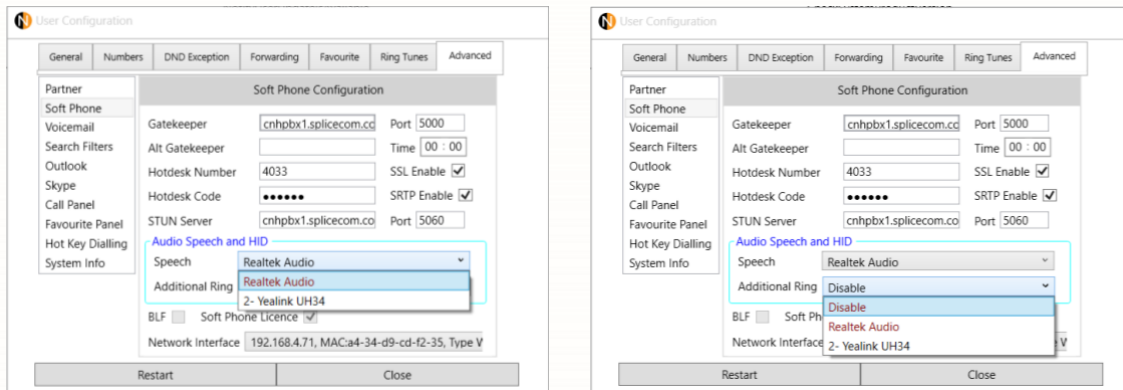 User Configuration
General Numbers DND Exception Forwarding Favourite Ring Tunes Advanced
Partner
Soft Phone
Voicemail
Search Filters
Outlook
Skype
Call Panel
Favourite Panel
Hot Key Dialling
System Info
Soft Phone Configuration
Gatekeeper cnhpbx1.splicecom.cc Port 5000
Alt Gatekeeper Time 00 : 00
Hotdesk Number 4033 SSL Enable
Hotdesk Code ●●●●●● SRTP Enable
STUN Server cnhpbx1.splicecom.co Port 5060
Audio Speech and HID
Speech Realtek Audio
Realtek Audio
Additional Ring
2- Yealink UH34
BLF Soft Phone Licence
Network Interface 192.168.4.71, MAC:a4-34-d9-cd-f2-35, Type V
Restart Close
User Configuration
General Numbers DND Exception Forwarding Favourite Ring Tunes Advanced
Partner
Soft Phone
Voicemail
Search Filters
Outlook
Skype
Call Panel
Favourite Panel
Hot Key Dialling
System Info
Soft Phone Configuration
Gatekeeper cnhpbx1.splicecom.cc Port 5000
Alt Gatekeeper Time 00 : 00
Hotdesk Number 4033 SSL Enable
Hotdesk Code ●●●●●● SRTP Enable
STUN Server cnhpbx1.splicecom.co Port 5060
Audio Speech and HID
Speech Realtek Audio
Additional Ring Disable
Disable
BLF Soft Ph
Realtek Audio
Network Interface
2- Yealink UH34
Restart Close